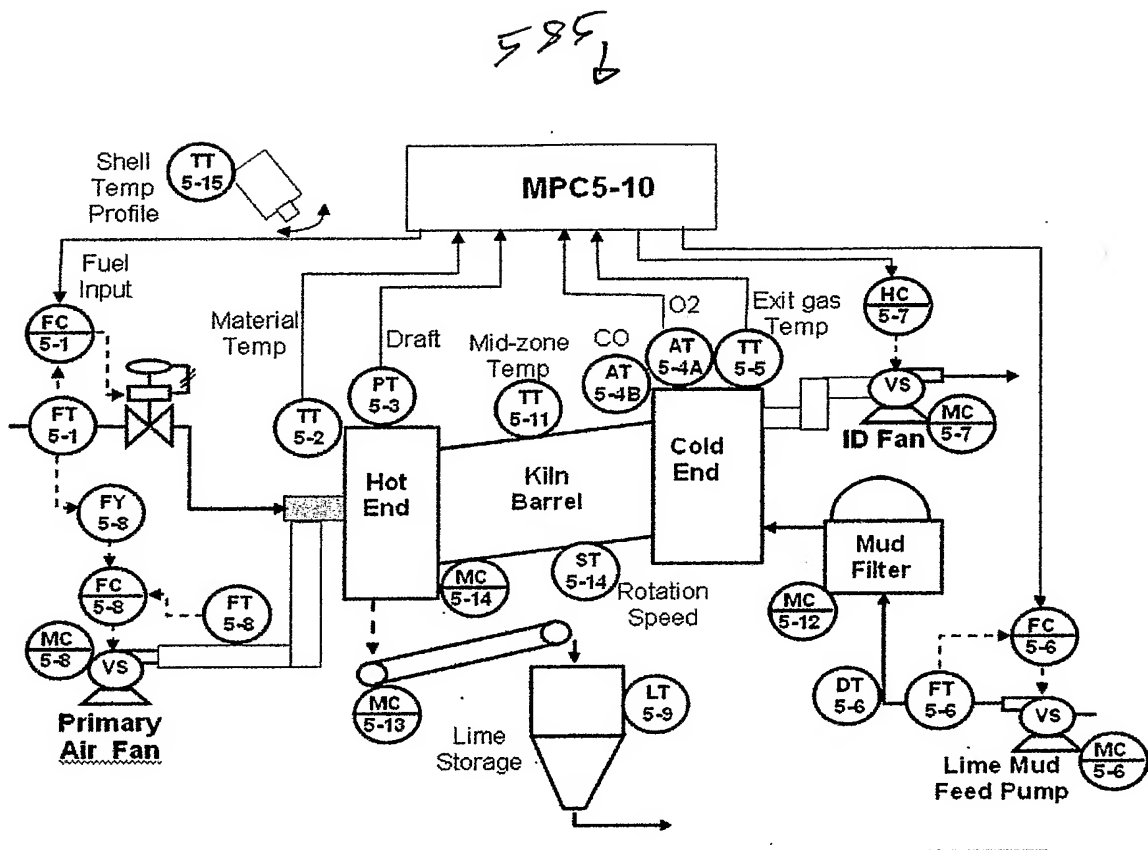 585
MPC5-10
Shell
Temp
Profile
TT
5-15
Fuel
Input
FC
5-1
FT
5-1
Material
Temp
TT
5-2
Draft
PT
5-3
Mid-zone
Temp
TT
5-11
CO
AT
5-4B
O2
AT
5-4A
Exit gas
Temp
TT
5-5
HC
5-7
VS
MC
5-7
ID Fan
Hot
End
Kiln
Barrel
Cold
End
FY
5-8
FC
5-8
FT
5-8
MC
5-8
VS
Primary
Air Fan
MC
5-14
ST
5-14
Rotation
Speed
MC
5-13
Lime
Storage
LT
5-9
Mud
Filter
MC
5-12
DT
5-6
FT
5-6
FC
5-6
VS
MC
5-6
Lime Mud
Feed Pump